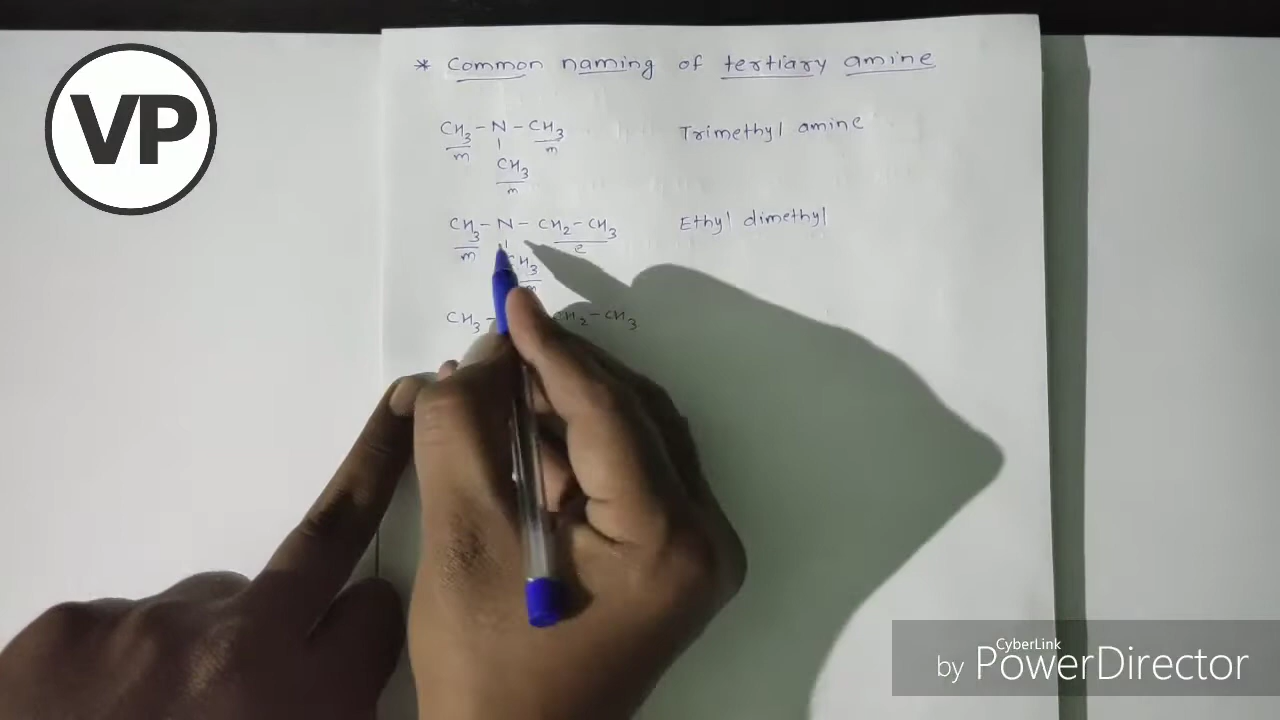 VP
* Common naming of tertiary amine
CH3 - N - CH3 Trimethyl amine
m m
CH3
m
CH3 - N - CH2 - CH3 Ethyl dimethyl
m e
CH3
m
CH3 - CH2 - CH3
CyberLink
by PowerDirector